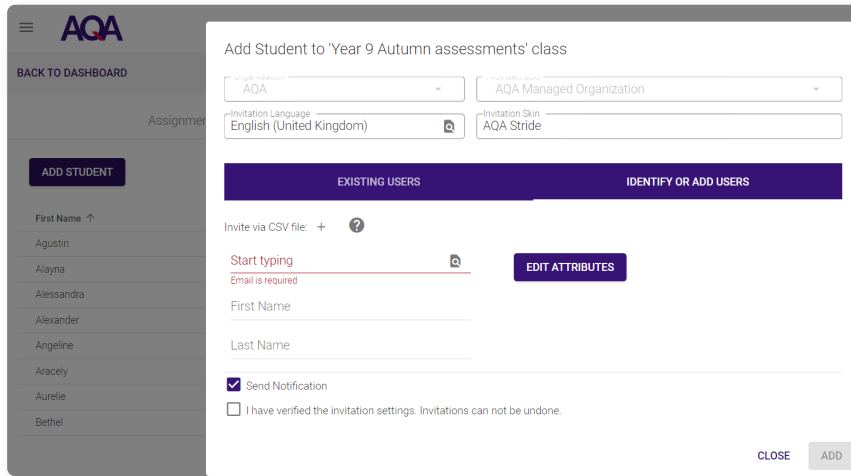 AQA
Add Student to 'Year 9 Autumn assessments' class
BACK TO DASHBOARD
Organization
AQA
Provider/SSO
AQA Managed Organization
Invitation Language
English (United Kingdom)
Invitation Skin
AQA Stride
ADD STUDENT
EXISTING USERS
IDENTIFY OR ADD USERS
First Name ↑
Agustin
Alayna
Alessandra
Alexander
Angeline
Aracely
Aurelie
Bethel
Invite via CSV file: +
Start typing
Email is required
EDIT ATTRIBUTES
First Name
Last Name
Send Notification
I have verified the invitation settings. Invitations can not be undone.
CLOSE
ADD